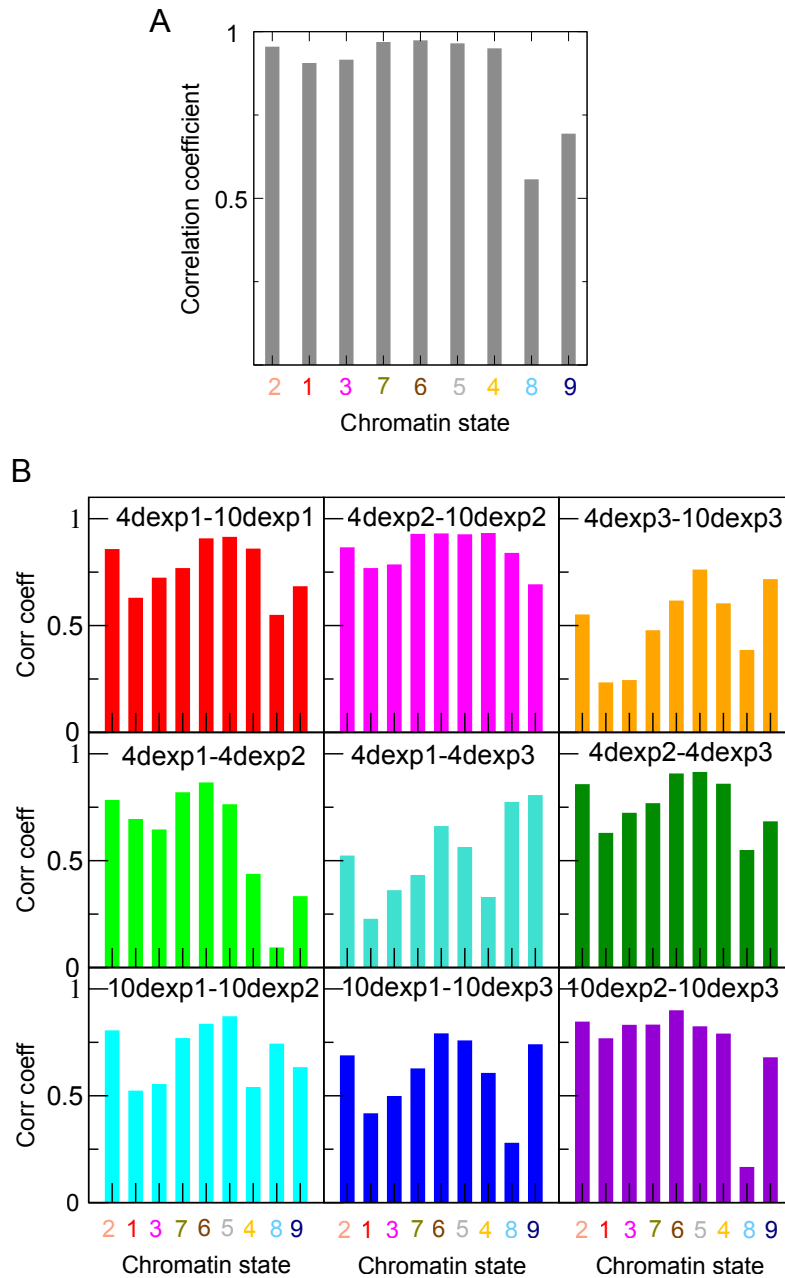 A
1
0.5
Correlation coefficient
2 1 3 7 6 5 4 8 9
Chromatin state
B
4dexp1-10dexp1
4dexp2-10dexp2
4dexp3-10dexp3
1
0.5
0
Corr coeff
4dexp1-4dexp2
4dexp1-4dexp3
4dexp2-4dexp3
1
0.5
0
Corr coeff
10dexp1-10dexp2
10dexp1-10dexp3
10dexp2-10dexp3
1
0.5
0
Corr coeff
2 1 3 7 6 5 4 8 9
2 1 3 7 6 5 4 8 9
2 1 3 7 6 5 4 8 9
Chromatin state
Chromatin state
Chromatin state